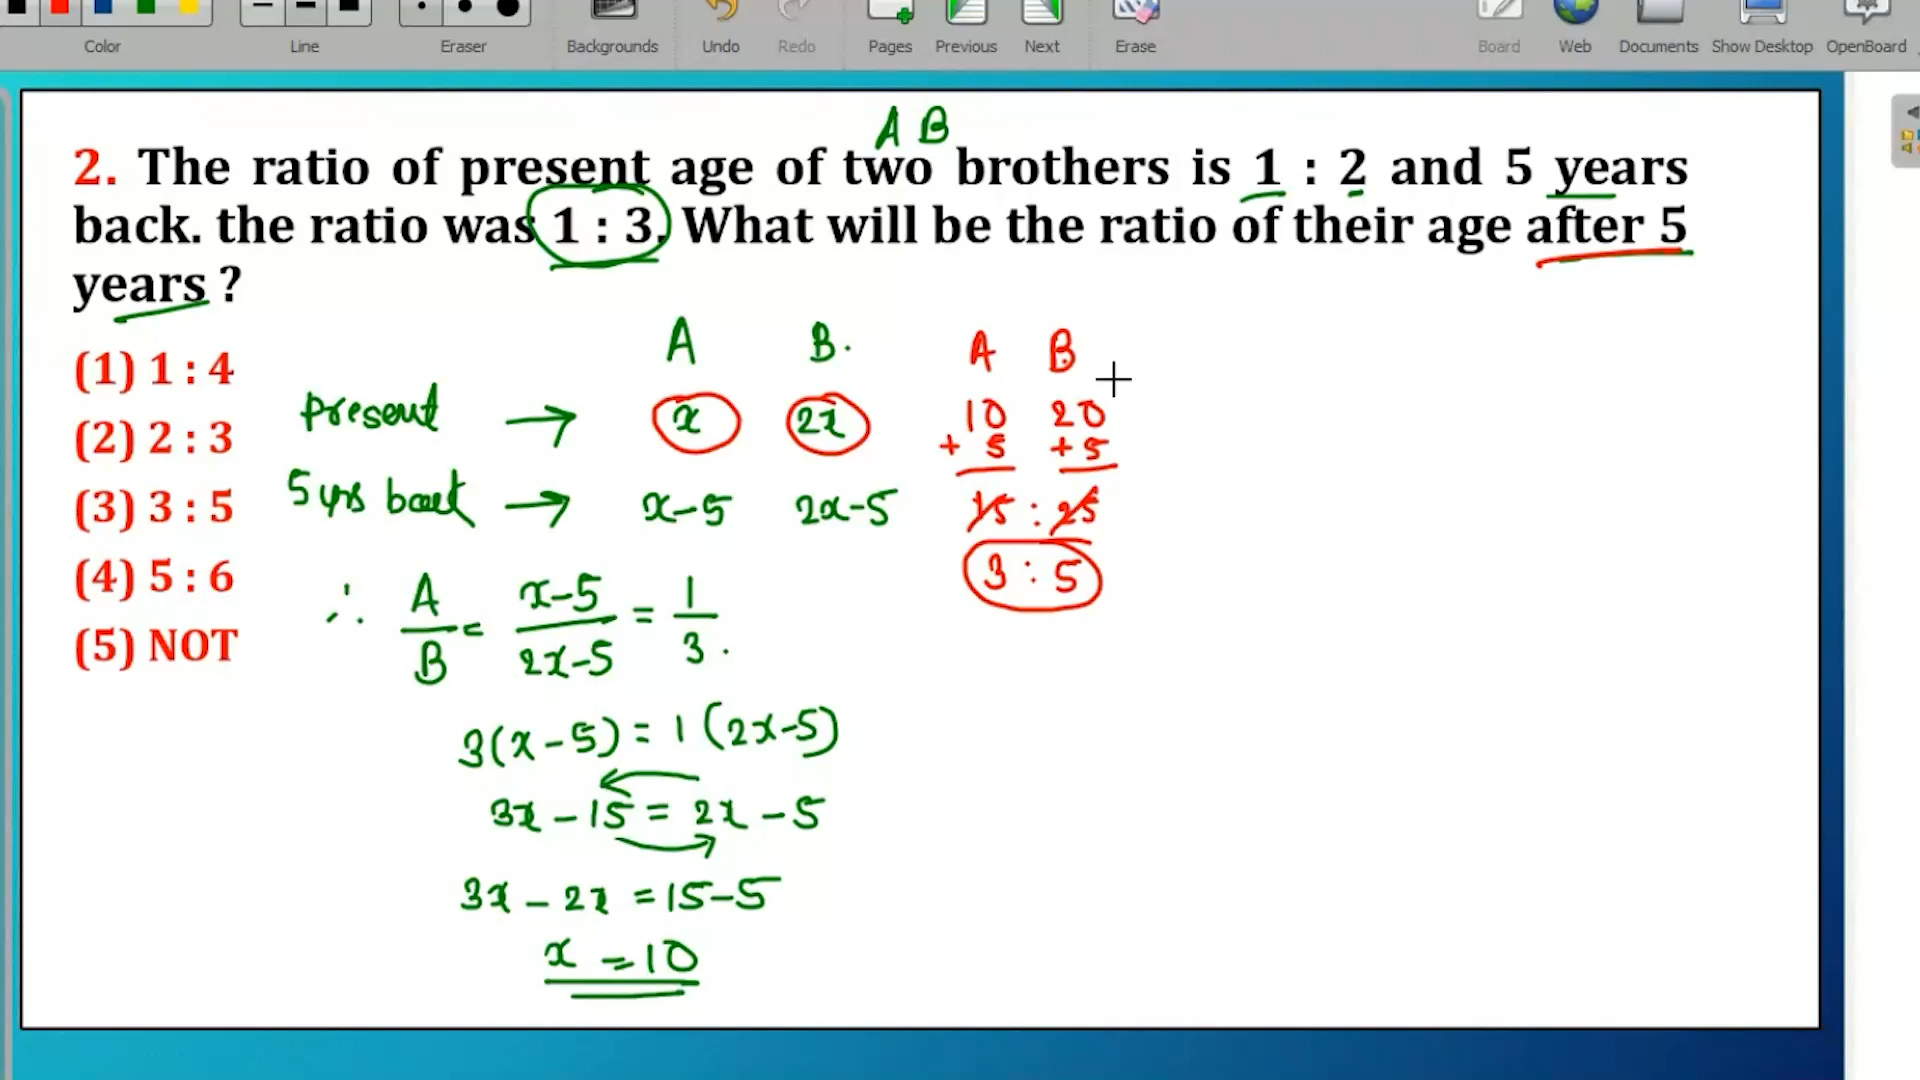 Color Line Eraser Backgrounds Undo Redo Pages Previous Next Erase Board Web Documents Show Desktop OpenBoard
A B
2. The ratio of present age of two brothers is 1 : 2 and 5 years
back. the ratio was 1 : 3. What will be the ratio of their age after 5
years ?
(1) 1 : 4
(2) 2 : 3
(3) 3 : 5
(4) 5 : 6
(5) NOT
A B.
present → x 2x
5 yrs back → x-5 2x-5
∴ A/B = x-5/2x-5 = 1/3.
3(x-5) = 1(2x-5)
3x - 15 = 2x - 5
3x - 2x = 15-5
x = 10
A B
10 20
+ 5 +5
15 : 25
3 : 5